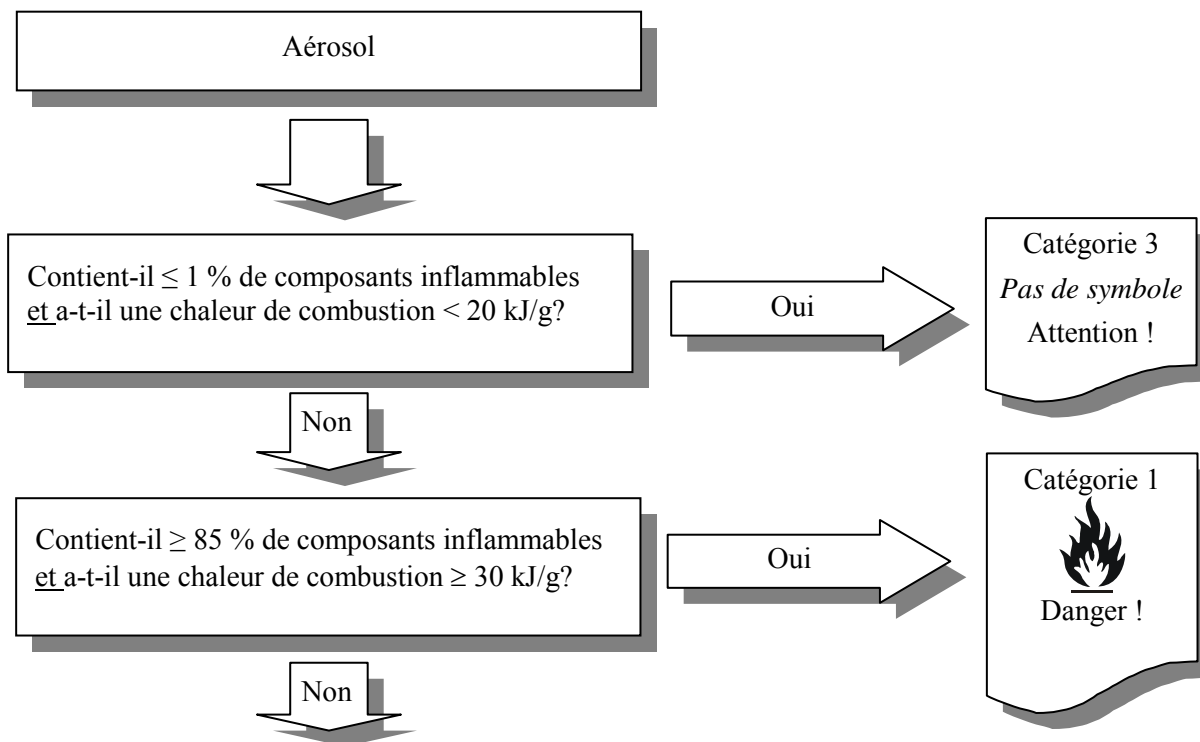 Aérosol
Contient-il ≤ 1 % de composants inflammables
et a-t-il une chaleur de combustion < 20 kJ/g?
Oui
Catégorie 3
Pas de symbole
Attention !
Non
Contient-il ≥ 85 % de composants inflammables
et a-t-il une chaleur de combustion ≥ 30 kJ/g?
Oui
Catégorie 1
Danger !
Non